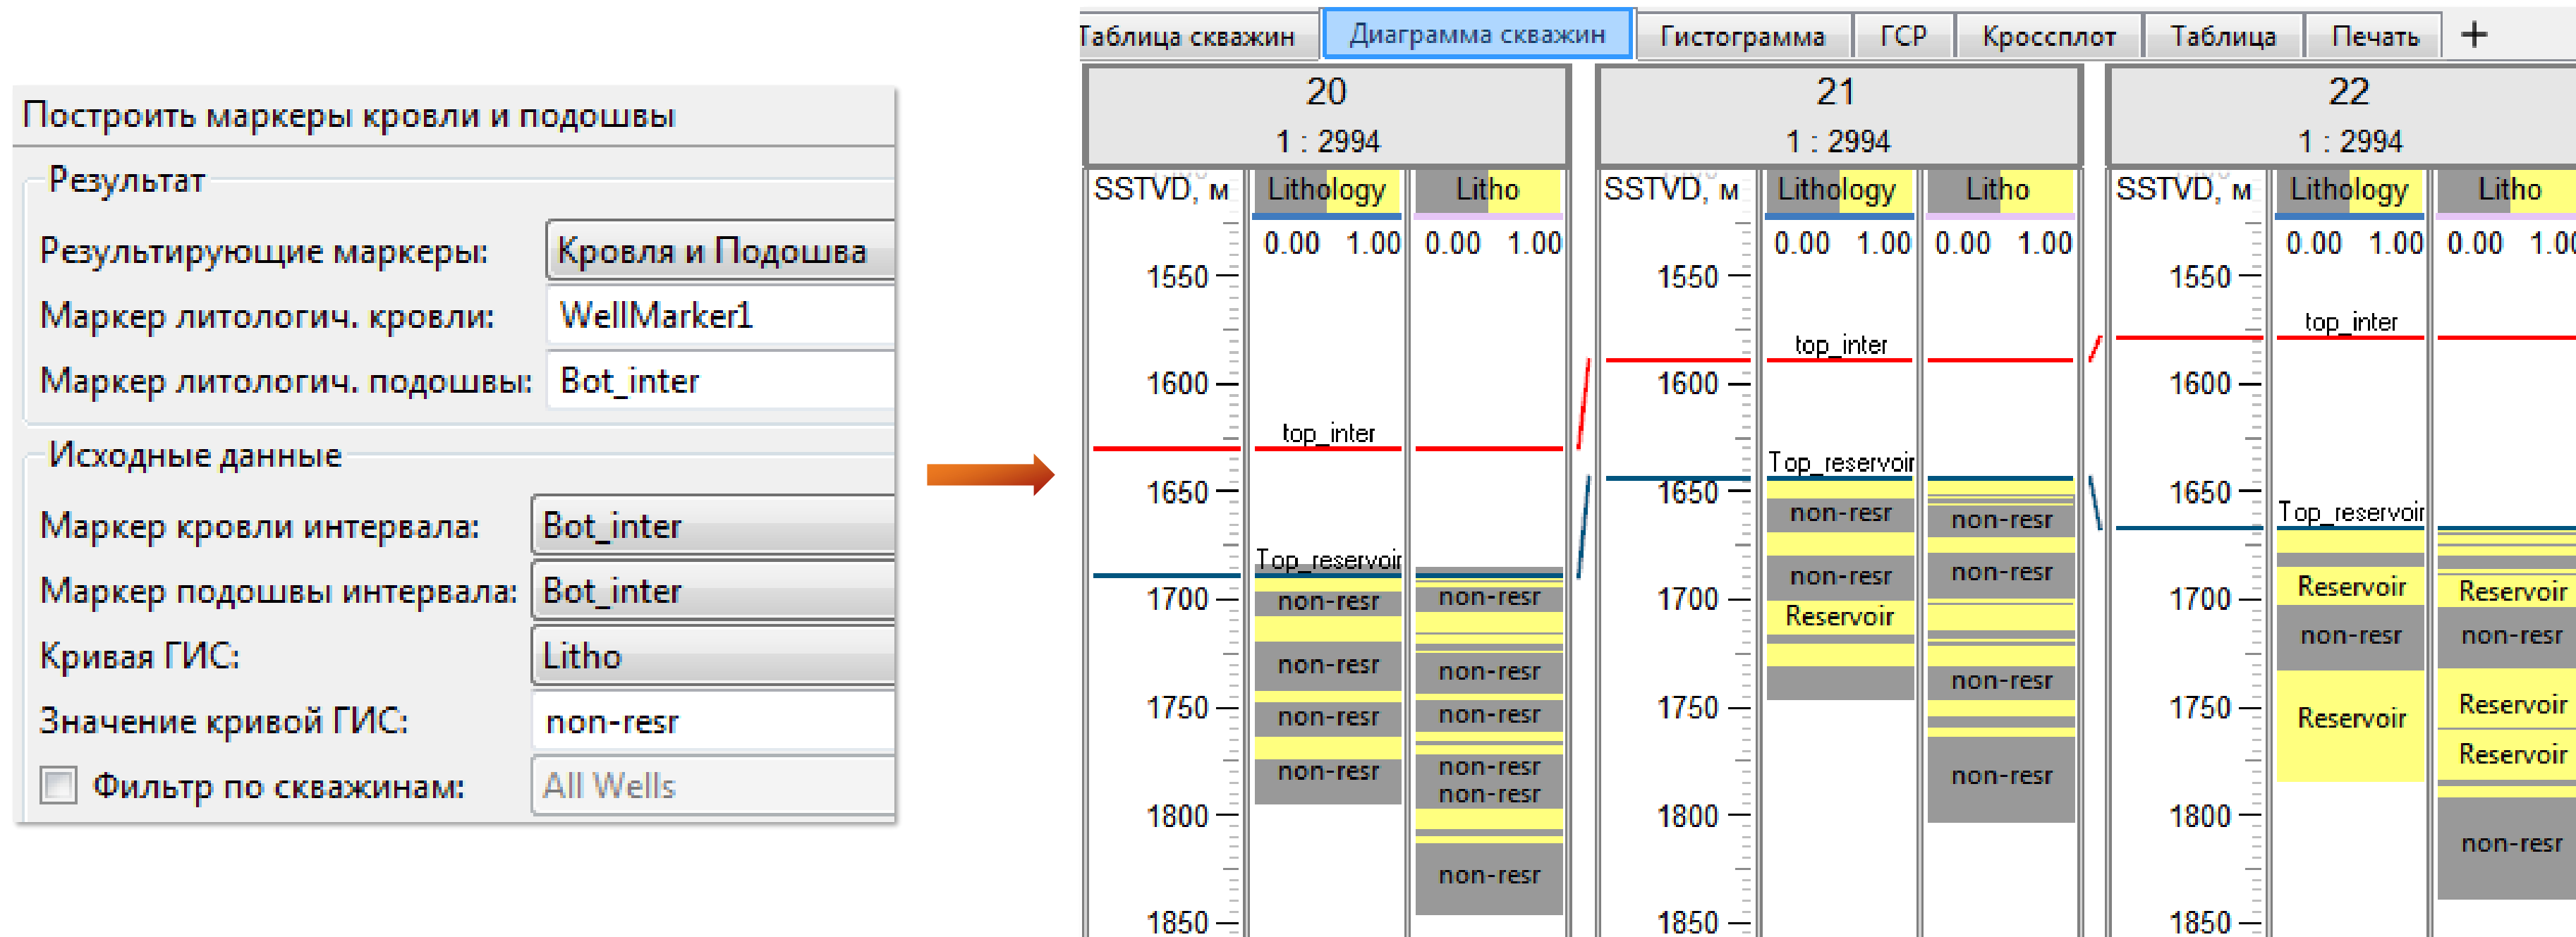 Построить маркеры кровли и подошвы
Результат
Результирующие маркеры: Кровля и Подошва
Маркер литологич. кровли: WellMarker1
Маркер литологич. подошвы: Bot_inter
Исходные данные
Маркер кровли интервала: Bot_inter
Маркер подошвы интервала: Bot_inter
Кривая ГИС: Litho
Значение кривой ГИС: non-resr
Фильтр по скважинам: All Wells
Таблица скважин Диаграмма скважин Гистограмма ГСР Кроссплот Таблица Печать +
20
1 : 2994
SSTVD, м Lithology Litho
0.00 1.00 0.00 1.00
1550
1600
top_inter
1650
Top_reservoir
1700 non-resr non-resr
non-resr non-resr
1750 non-resr non-resr
non-resr non-resr
non-resr
1800
non-resr
1850
21
1 : 2994
SSTVD, м Lithology Litho
0.00 1.00 0.00 1.00
1550
top_inter
1600
Top_reservoir
1650
non-resr non-resr
non-resr non-resr
1700
Reservoir
non-resr
1750
non-resr
1800
1850
22
1 : 2994
SSTVD, м Lithology Litho
0.00 1.00 0.00 1.00
1550
top_inter
1600
1650
Top_reservoir
Reservoir Reservoir
1700
non-resr non-resr
1750 Reservoir Reservoir
Reservoir
1800
non-resr
1850